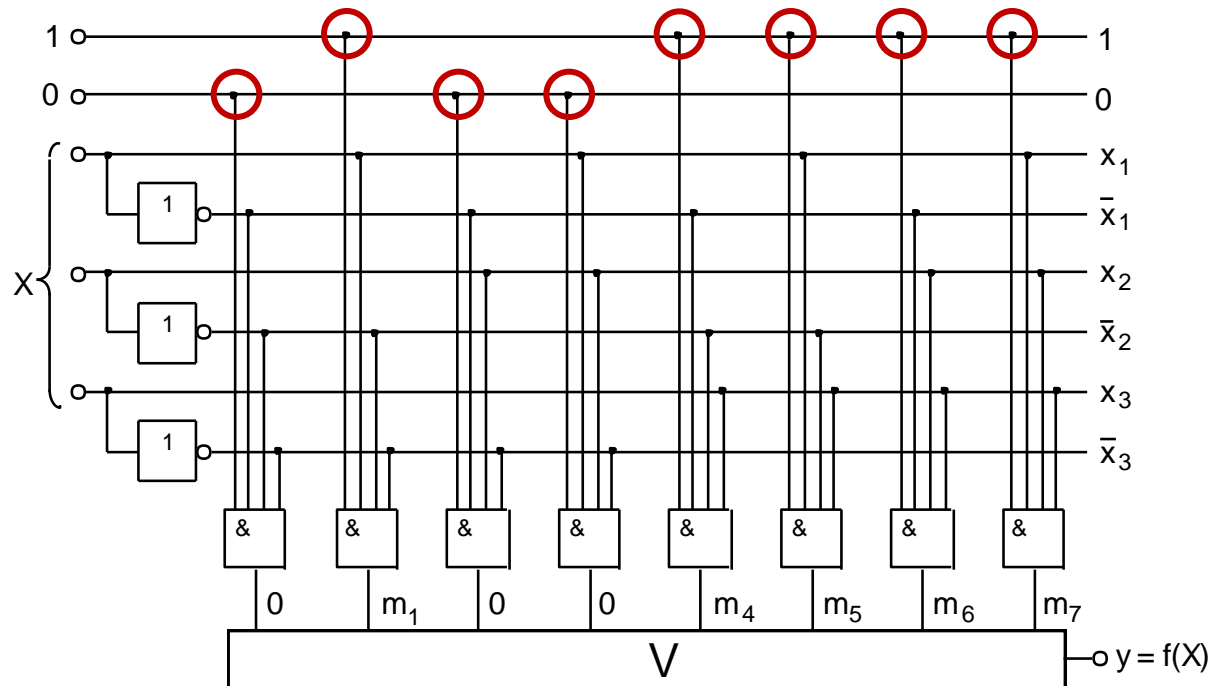 1 1
0 0
x₁
1 x̄₁
X x₂
1 x̄₂
x₃
1 x̄₃
& & & & & & & &
0 m₁ 0 0 m₄ m₅ m₆ m₇
V y = f(X)